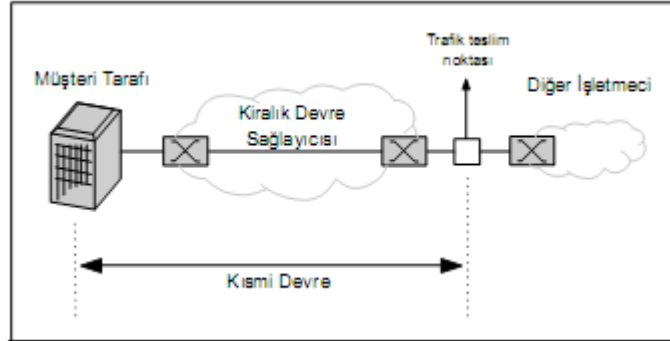 Trafik teslim
noktası
Müşteri Tarafı
Diğer İşletmeci
Kiralık Devre
Sağlayıcısı
Kısmi Devre